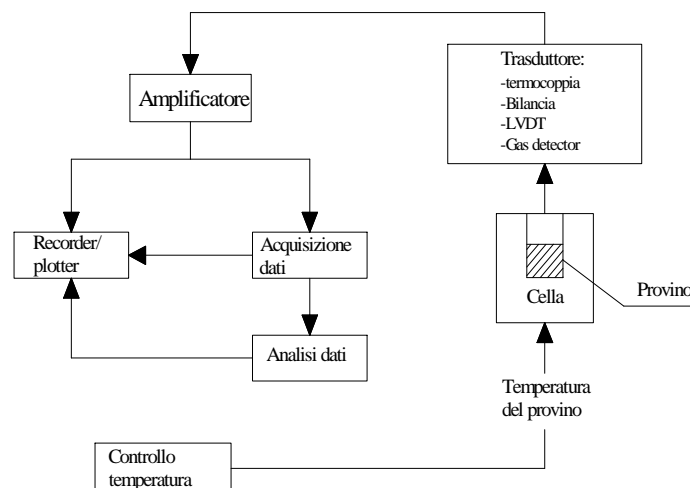 Trasduttore:
-termocoppia
-Bilancia
-LVDT
-Gas detector
Amplificatore
Recorder/
plotter
Acquisizione
dati
Cella
Provino
Analisi dati
Temperatura
del provino
Controllo
temperatura